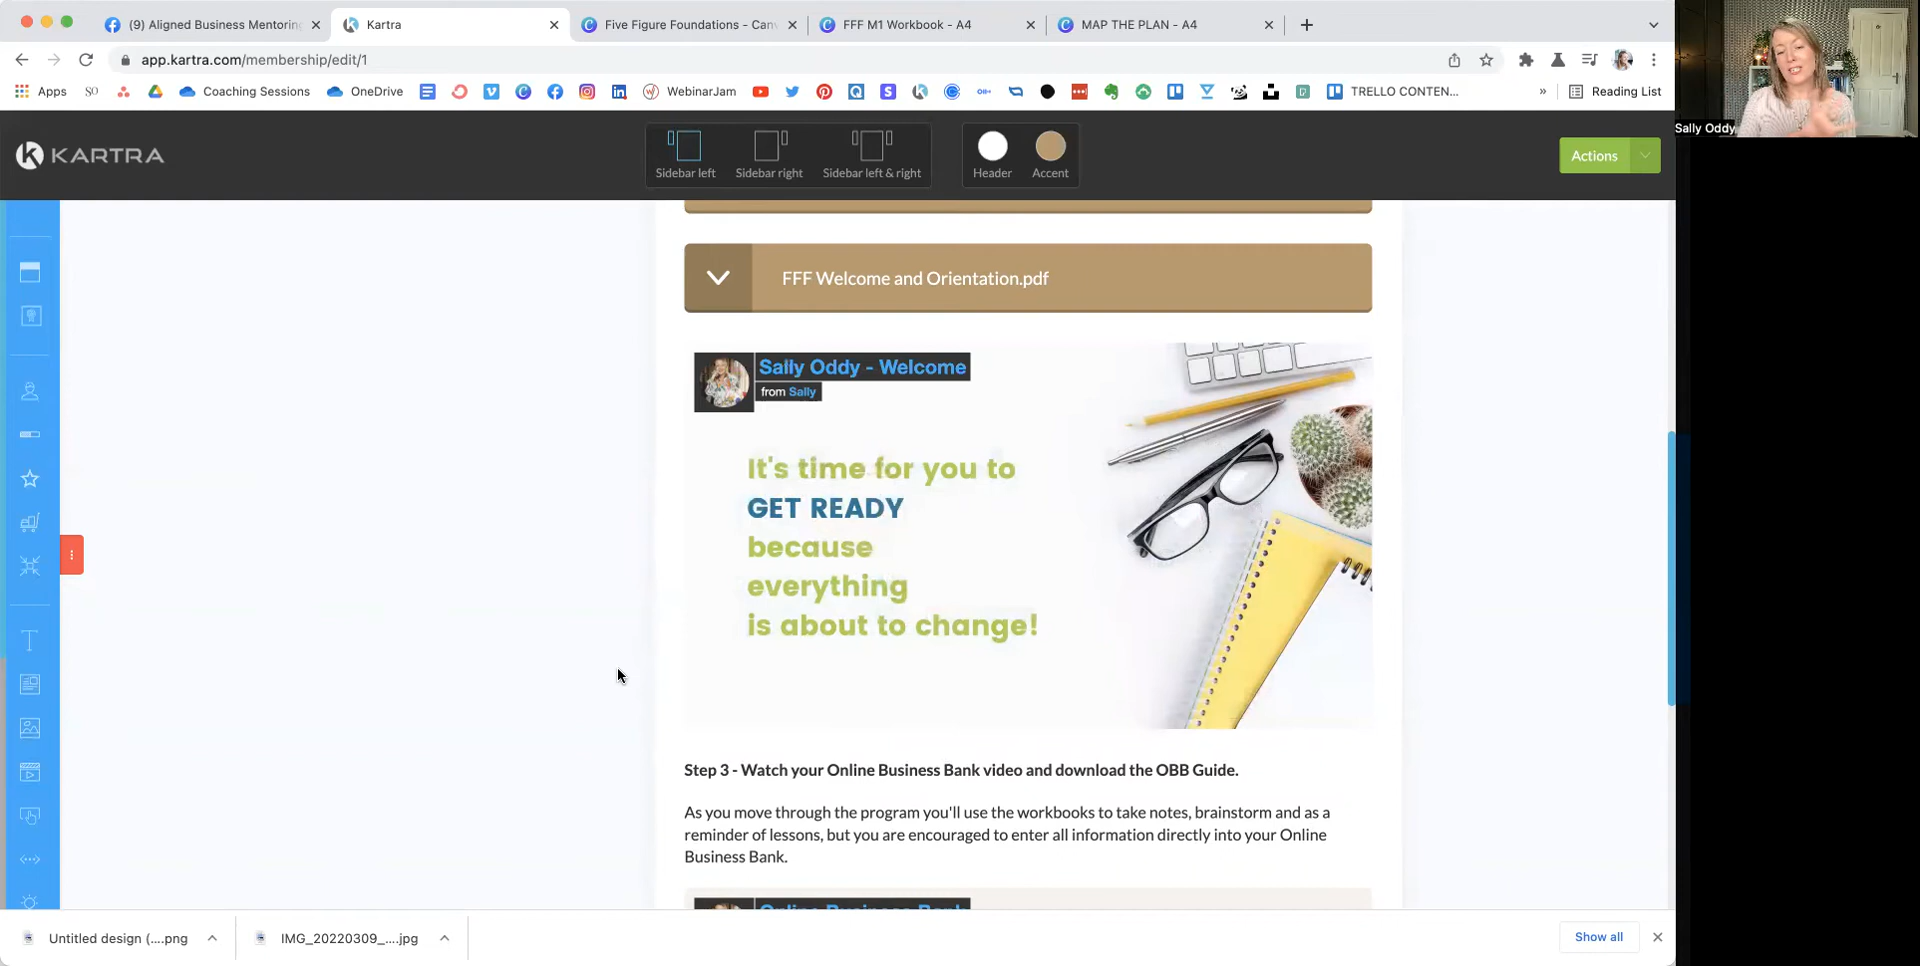 (9) Aligned Business Mentoring
Kartra
Five Figure Foundations - Can
FFF M1 Workbook - A4
MAP THE PLAN - A4
app.kartra.com/membership/edit/1
Apps
Coaching Sessions
OneDrive
WebinarJam
TRELLO CONTEN...
Reading List
KARTRA
Sidebar left
Sidebar right
Sidebar left & right
Header
Accent
Actions
Sally Oddy
FFF Welcome and Orientation.pdf
Sally Oddy - Welcome
from Sally
It's time for you to
GET READY
because
everything
is about to change!
Step 3 - Watch your Online Business Bank video and download the OBB Guide.
As you move through the program you'll use the workbooks to take notes, brainstorm and as a
reminder of lessons, but you are encouraged to enter all information directly into your Online
Business Bank.
Online Business Bank
Untitled design (....png
IMG_20220309_....jpg
Show all